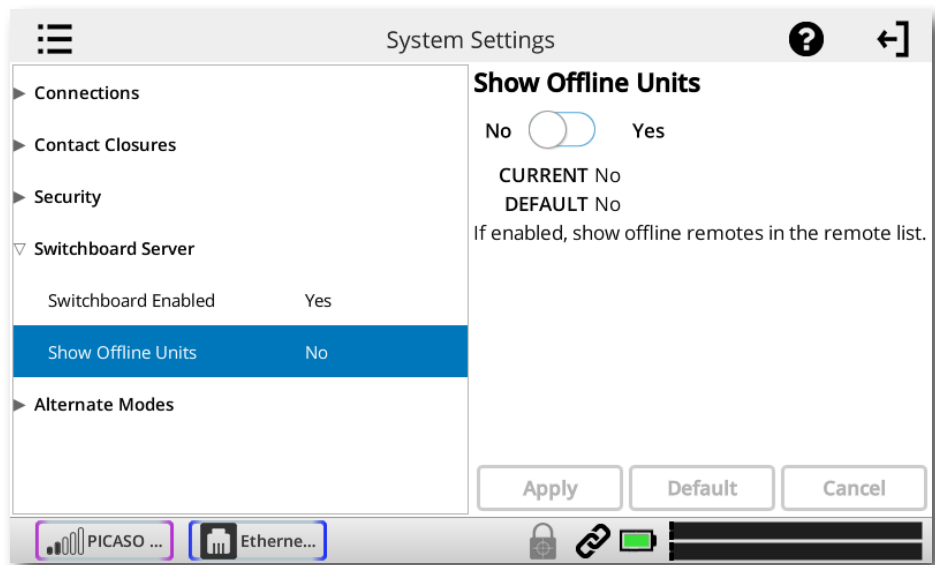 System Settings
Connections
Contact Closures
Security
Switchboard Server
Switchboard Enabled Yes
Show Offline Units No
Alternate Modes
Show Offline Units
No Yes
CURRENT No
DEFAULT No
If enabled, show offline remotes in the remote list.
Apply Default Cancel
PICASO ... Etherne...